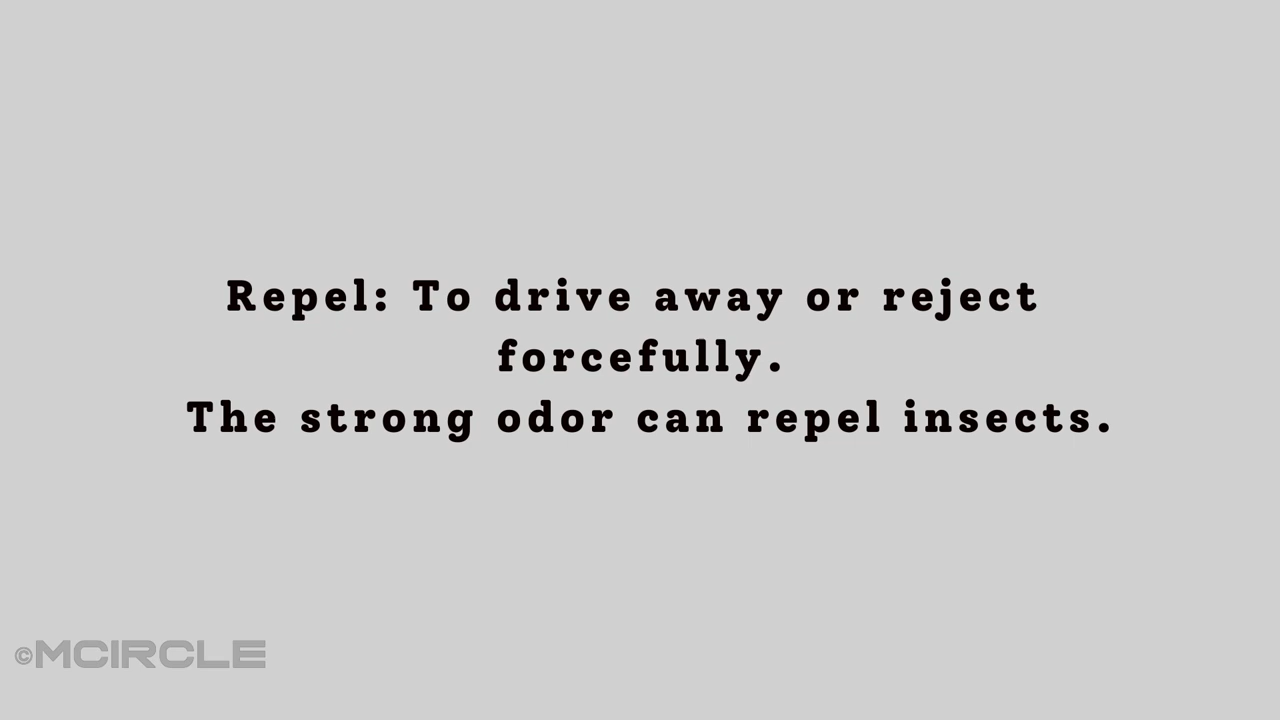 Repel: To drive away or reject
forcefully.
The strong odor can repel insects.
©MCIRCLE